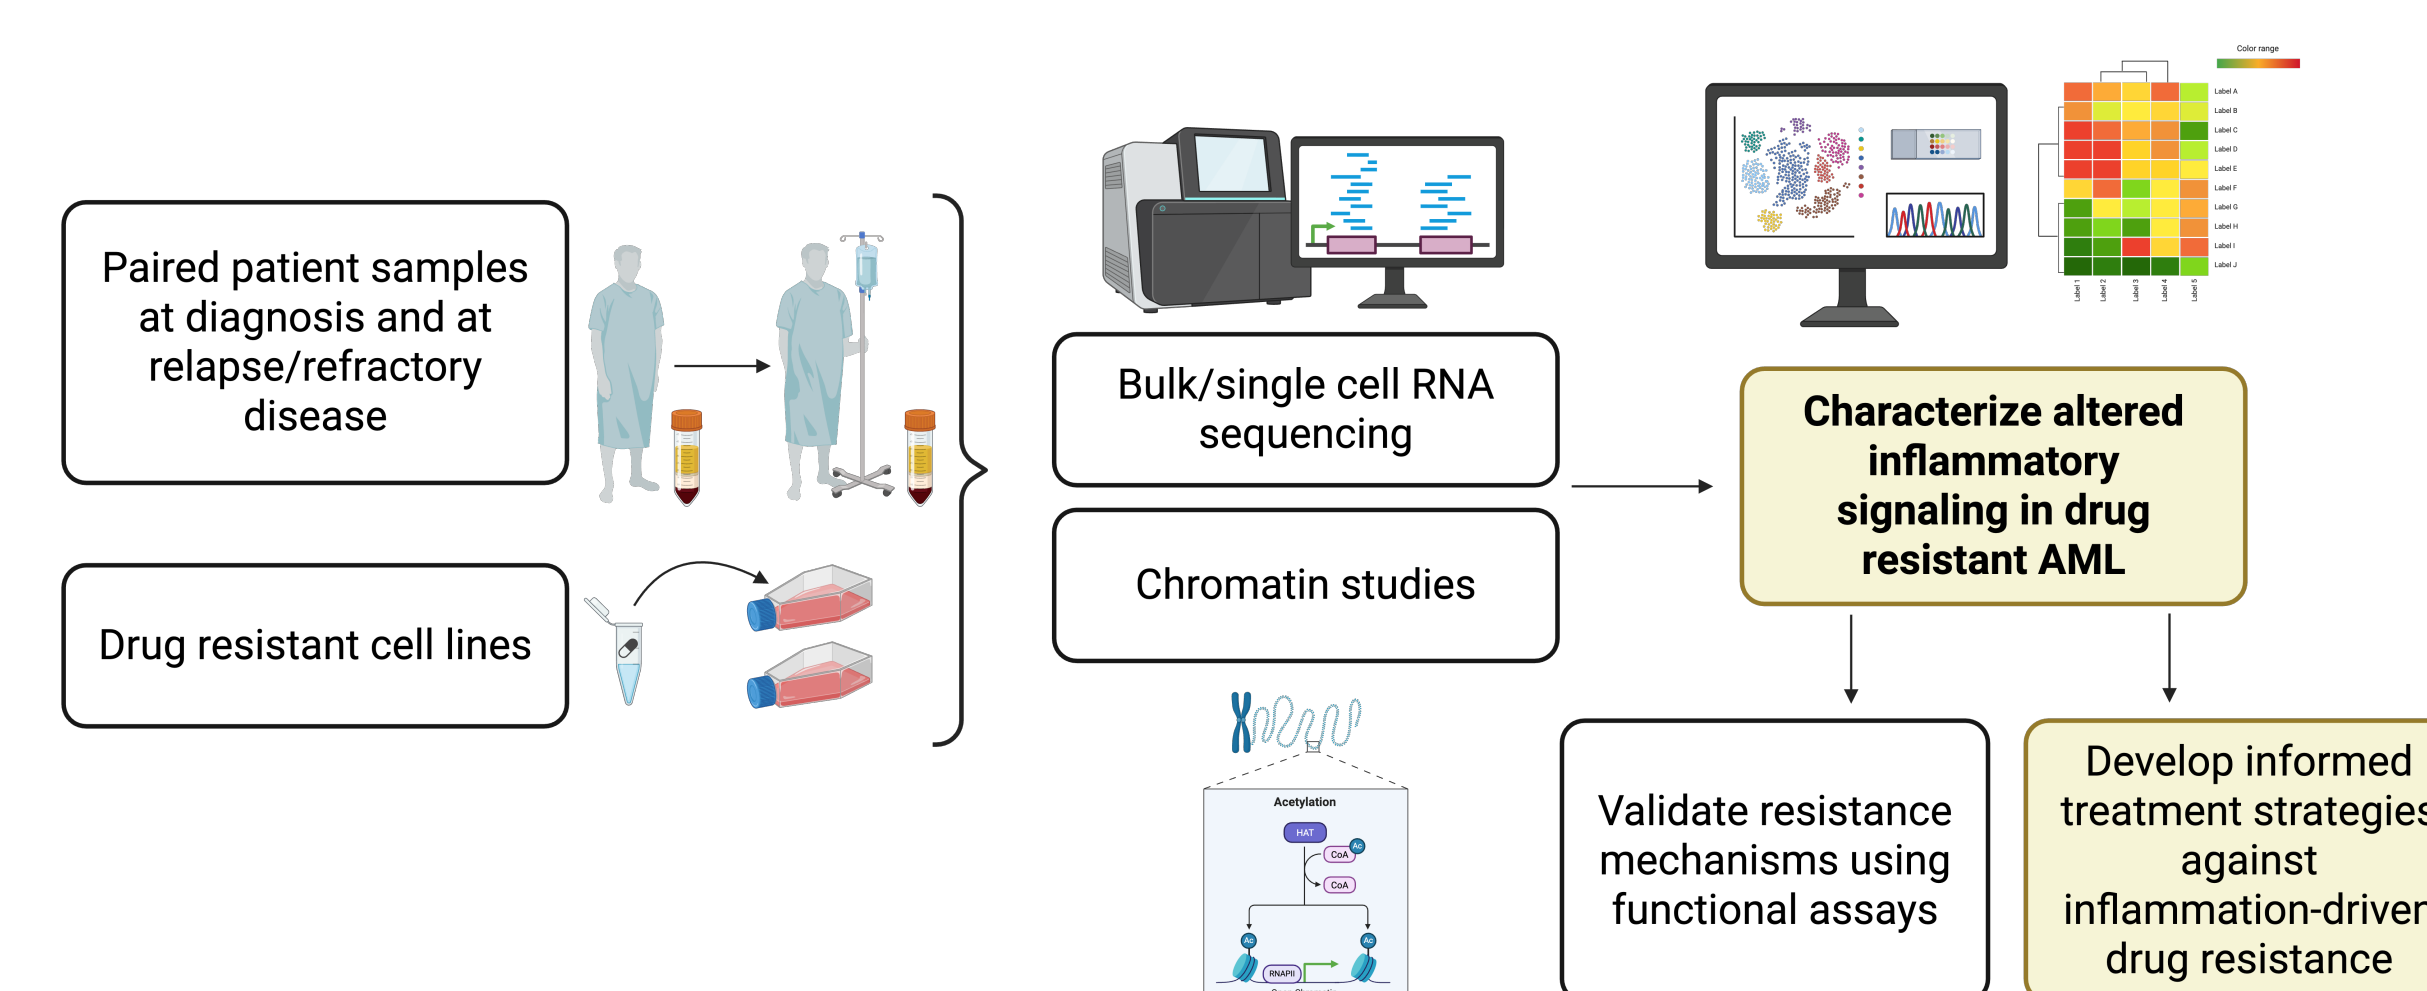 Paired patient samples
at diagnosis and at
relapse/refractory
disease
Drug resistant cell lines
Bulk/single cell RNA
sequencing
Chromatin studies
Acetylation
HAT
Ac
CoA
CoA
Ac
Ac
RNAPII
Color range
Label A
Label B
Label C
Label D
Label E
Label F
Label G
Label H
Label I
Label J
Label 1
Label 2
Label 3
Label 4
Label 5
Characterize altered
inflammatory
signaling in drug
resistant AML
Validate resistance
mechanisms using
functional assays
Develop informed
treatment strategies
against
inflammation-driven
drug resistance